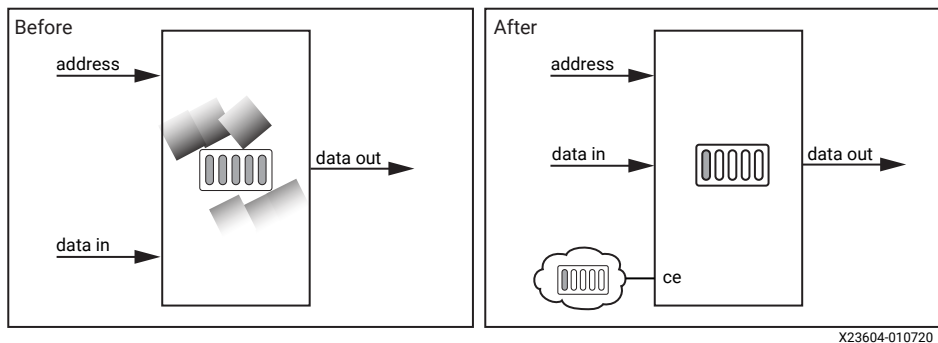 Before
address
data out
data in
After
address
data in
data out
ce
X23604-010720